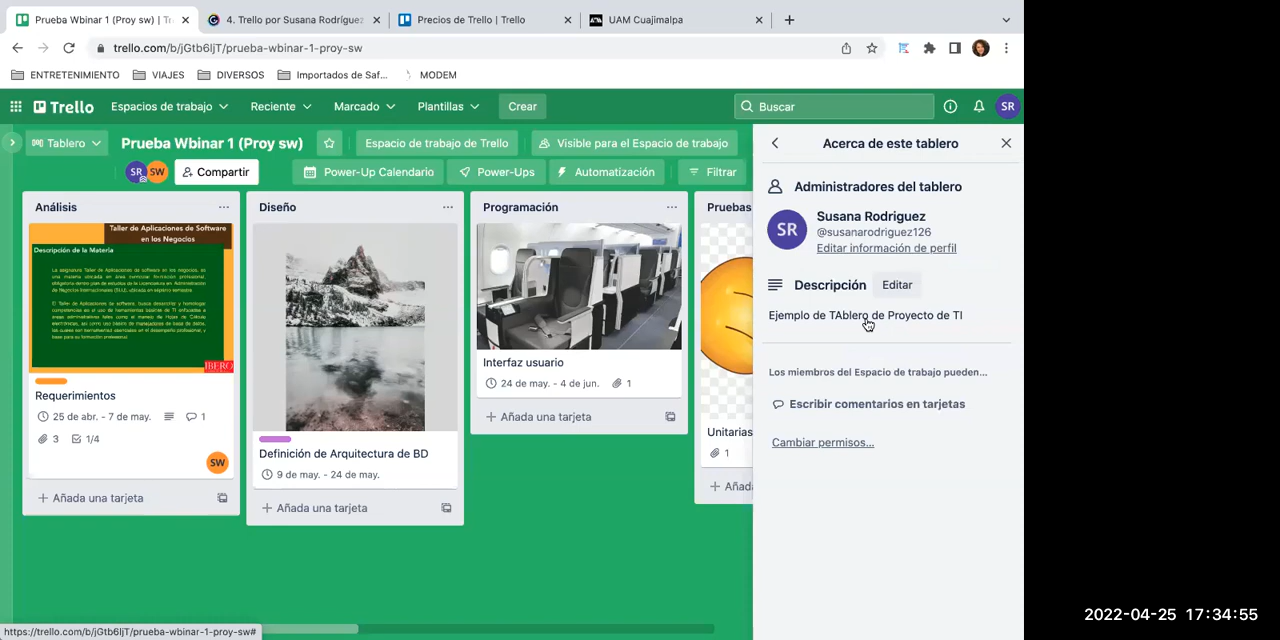 Prueba Wbinar 1 (Proy sw) | Tr
4. Trello por Susana Rodríguez
Precios de Trello | Trello
UAM Cuajimalpa
trello.com/b/jGtb6ljT/prueba-wbinar-1-proy-sw
ENTRETENIMIENTO
VIAJES
DIVERSOS
Importados de Saf...
MODEM
Trello
Espacios de trabajo
Reciente
Marcado
Plantillas
Crear
Buscar
SR
Tablero
Prueba Wbinar 1 (Proy sw)
Espacio de trabajo de Trello
Visible para el Espacio de trabajo
SR
SW
Compartir
Power-Up Calendario
Power-Ups
Automatización
Filtrar
Análisis
Taller de Aplicaciones de Software
en los Negocios
Descripción de la Materia
IBERO
Requerimientos
25 de abr. - 7 de may.
1
3
1/4
SW
Añada una tarjeta
Diseño
Definición de Arquitectura de BD
9 de may. - 24 de may.
Añada una tarjeta
Programación
Interfaz usuario
24 de may. - 4 de jun.
1
Añada una tarjeta
Pruebas
Unitarias
1
Añad
Acerca de este tablero
Administradores del tablero
SR
Susana Rodriguez
@susanarodriguez126
Editar información de perfil
Descripción
Editar
Ejemplo de TAblero de Proyecto de TI
Los miembros del Espacio de trabajo pueden...
Escribir comentarios en tarjetas
Cambiar permisos...
https://trello.com/b/jGtb6ljT/prueba-wbinar-1-proy-sw#
2022-04-25 17:34:55